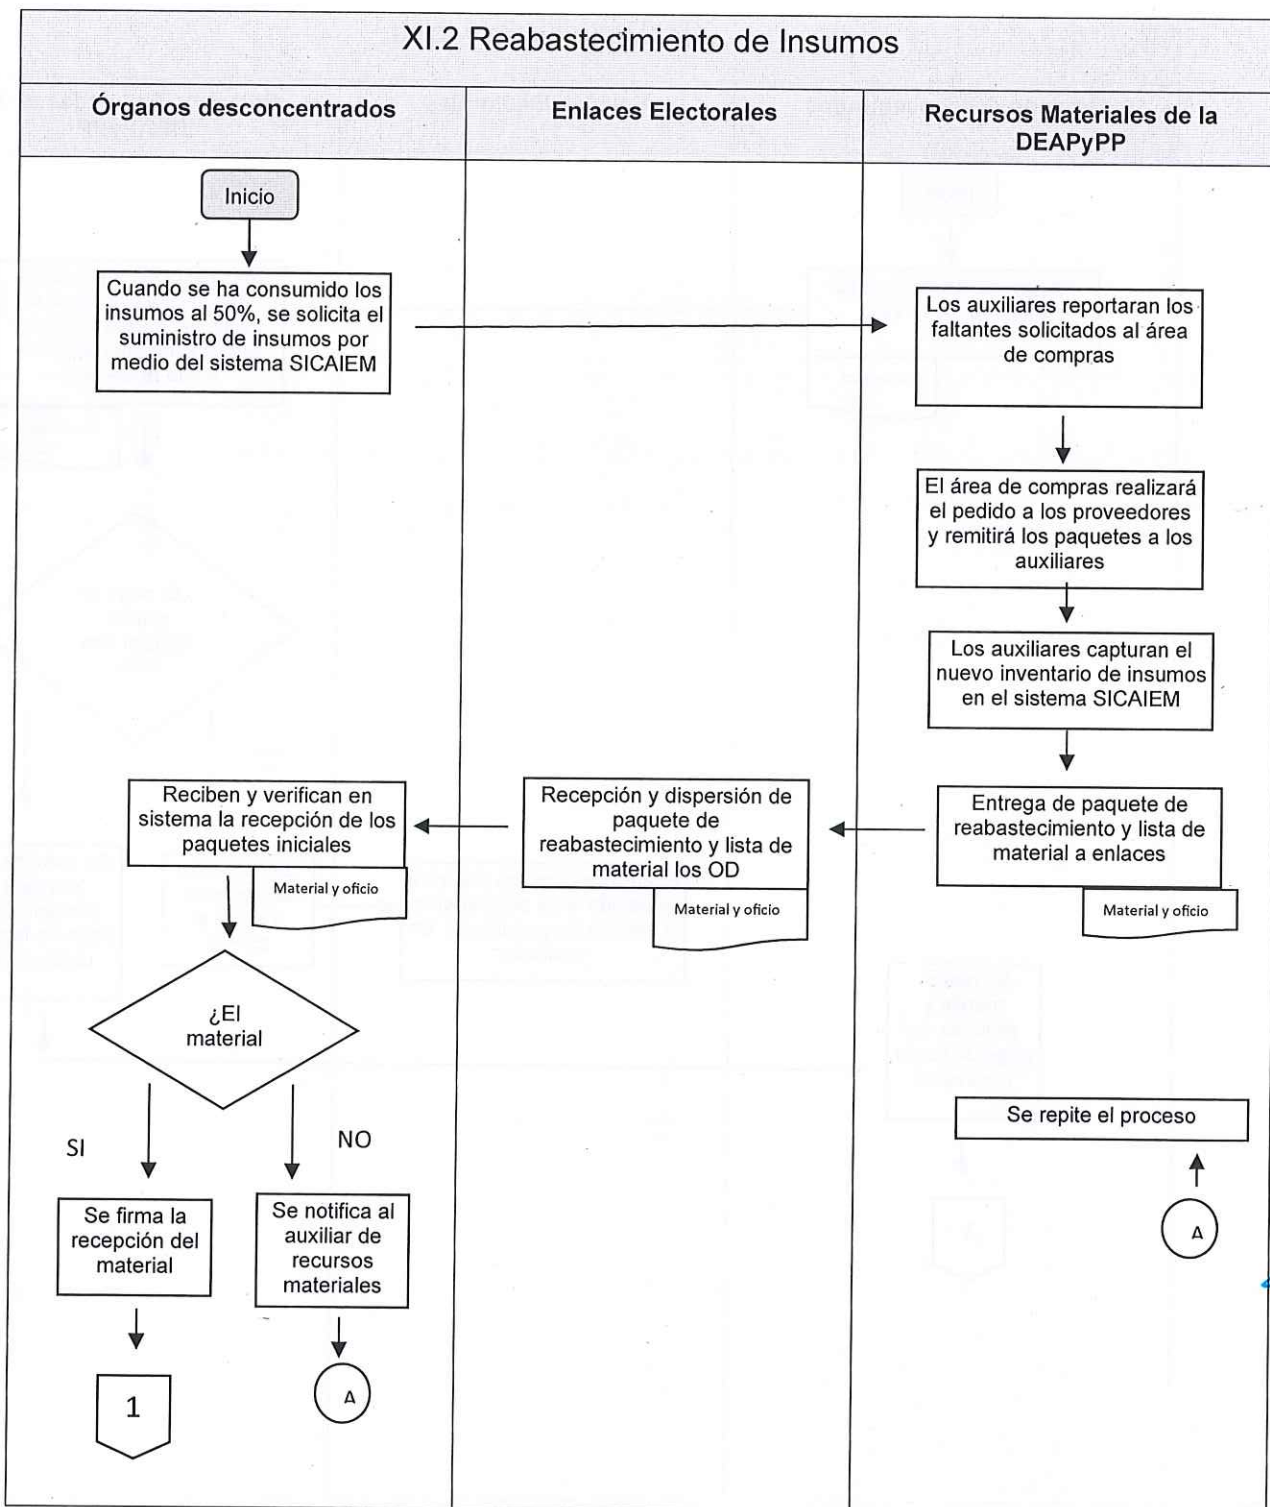 XI.2 Reabastecimiento de Insumos
Órganos desconcentrados
Enlaces Electorales
Recursos Materiales de la
DEAPyPP
Inicio
Cuando se ha consumido los
insumos al 50%, se solicita el
suministro de insumos por
medio del sistema SICAIEM
Los auxiliares reportaran los
faltantes solicitados al área
de compras
El área de compras realizará
el pedido a los proveedores
y remitirá los paquetes a los
auxiliares
Los auxiliares capturan el
nuevo inventario de insumos
en el sistema SICAIEM
Entrega de paquete de
reabastecimiento y lista de
material a enlaces
Material y oficio
Recepción y dispersión de
paquete de
reabastecimiento y lista de
material los OD
Material y oficio
Reciben y verifican en
sistema la recepción de los
paquetes iniciales
Material y oficio
¿El
material
SI
NO
Se firma la
recepción del
material
Se notifica al
auxiliar de
recursos
materiales
1
A
Se repite el proceso
A